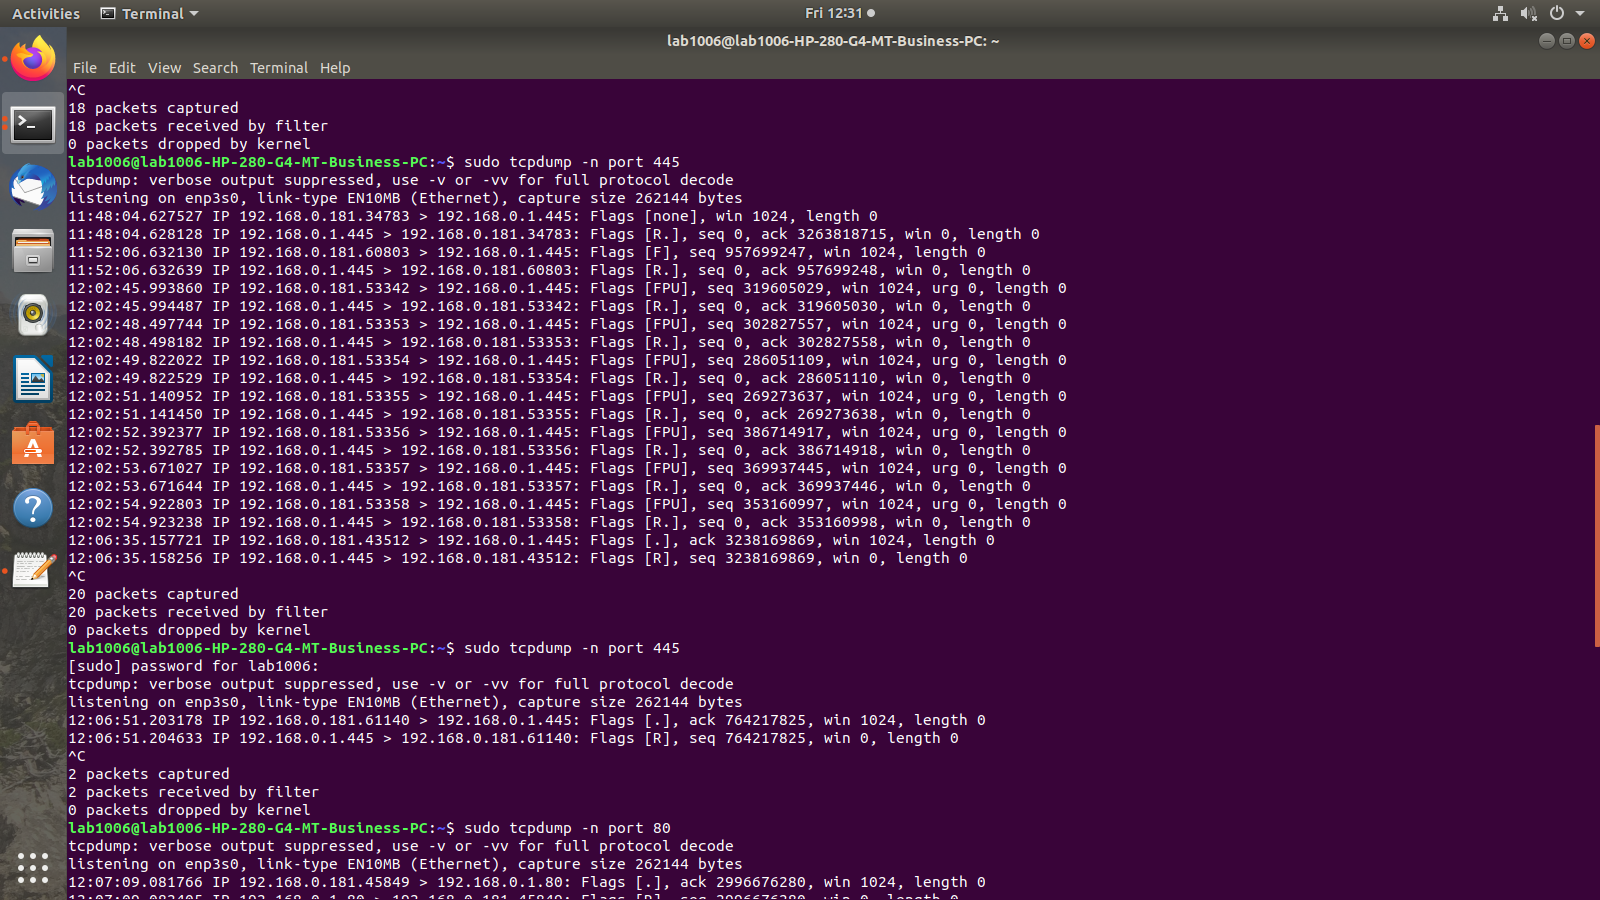 Activities
Terminal
Fri 12:31
lab1006@lab1006-HP-280-G4-MT-Business-PC: ~
File Edit View Search Terminal Help
^C
18 packets captured
18 packets received by filter
0 packets dropped by kernel
lab1006@lab1006-HP-280-G4-MT-Business-PC:~$ sudo tcpdump -n port 445
tcpdump: verbose output suppressed, use -v or -vv for full protocol decode
listening on enp3s0, link-type EN10MB (Ethernet), capture size 262144 bytes
11:48:04.627527 IP 192.168.0.181.34783 > 192.168.0.1.445: Flags [none], win 1024, length 0
11:48:04.628128 IP 192.168.0.1.445 > 192.168.0.181.34783: Flags [R.], seq 0, ack 3263818715, win 0, length 0
11:52:06.632130 IP 192.168.0.181.60803 > 192.168.0.1.445: Flags [F], seq 957699247, win 1024, length 0
11:52:06.632639 IP 192.168.0.1.445 > 192.168.0.181.60803: Flags [R.], seq 0, ack 957699248, win 0, length 0
12:02:45.993860 IP 192.168.0.181.53342 > 192.168.0.1.445: Flags [FPU], seq 319605029, win 1024, urg 0, length 0
12:02:45.994487 IP 192.168.0.1.445 > 192.168.0.181.53342: Flags [R.], seq 0, ack 319605030, win 0, length 0
12:02:48.497744 IP 192.168.0.181.53353 > 192.168.0.1.445: Flags [FPU], seq 302827557, win 1024, urg 0, length 0
12:02:48.498182 IP 192.168.0.1.445 > 192.168.0.181.53353: Flags [R.], seq 0, ack 302827558, win 0, length 0
12:02:49.822022 IP 192.168.0.181.53354 > 192.168.0.1.445: Flags [FPU], seq 286051109, win 1024, urg 0, length 0
12:02:49.822529 IP 192.168.0.1.445 > 192.168.0.181.53354: Flags [R.], seq 0, ack 286051110, win 0, length 0
12:02:51.140952 IP 192.168.0.181.53355 > 192.168.0.1.445: Flags [FPU], seq 269273637, win 1024, urg 0, length 0
12:02:51.141450 IP 192.168.0.1.445 > 192.168.0.181.53355: Flags [R.], seq 0, ack 269273638, win 0, length 0
12:02:52.392377 IP 192.168.0.181.53356 > 192.168.0.1.445: Flags [FPU], seq 386714917, win 1024, urg 0, length 0
12:02:52.392785 IP 192.168.0.1.445 > 192.168.0.181.53356: Flags [R.], seq 0, ack 386714918, win 0, length 0
12:02:53.671027 IP 192.168.0.181.53357 > 192.168.0.1.445: Flags [FPU], seq 369937445, win 1024, urg 0, length 0
12:02:53.671644 IP 192.168.0.1.445 > 192.168.0.181.53357: Flags [R.], seq 0, ack 369937446, win 0, length 0
12:02:54.922803 IP 192.168.0.181.53358 > 192.168.0.1.445: Flags [FPU], seq 353160997, win 1024, urg 0, length 0
12:02:54.923238 IP 192.168.0.1.445 > 192.168.0.181.53358: Flags [R.], seq 0, ack 353160998, win 0, length 0
12:06:35.157721 IP 192.168.0.181.43512 > 192.168.0.1.445: Flags [.], ack 3238169869, win 1024, length 0
12:06:35.158256 IP 192.168.0.1.445 > 192.168.0.181.43512: Flags [R], seq 3238169869, win 0, length 0
^C
20 packets captured
20 packets received by filter
0 packets dropped by kernel
lab1006@lab1006-HP-280-G4-MT-Business-PC:~$ sudo tcpdump -n port 445
[sudo] password for lab1006:
tcpdump: verbose output suppressed, use -v or -vv for full protocol decode
listening on enp3s0, link-type EN10MB (Ethernet), capture size 262144 bytes
12:06:51.203178 IP 192.168.0.181.61140 > 192.168.0.1.445: Flags [.], ack 764217825, win 1024, length 0
12:06:51.204633 IP 192.168.0.1.445 > 192.168.0.181.61140: Flags [R], seq 764217825, win 0, length 0
^C
2 packets captured
2 packets received by filter
0 packets dropped by kernel
lab1006@lab1006-HP-280-G4-MT-Business-PC:~$ sudo tcpdump -n port 80
tcpdump: verbose output suppressed, use -v or -vv for full protocol decode
listening on enp3s0, link-type EN10MB (Ethernet), capture size 262144 bytes
12:07:09.081766 IP 192.168.0.181.45849 > 192.168.0.1.80: Flags [.], ack 2996676280, win 1024, length 0